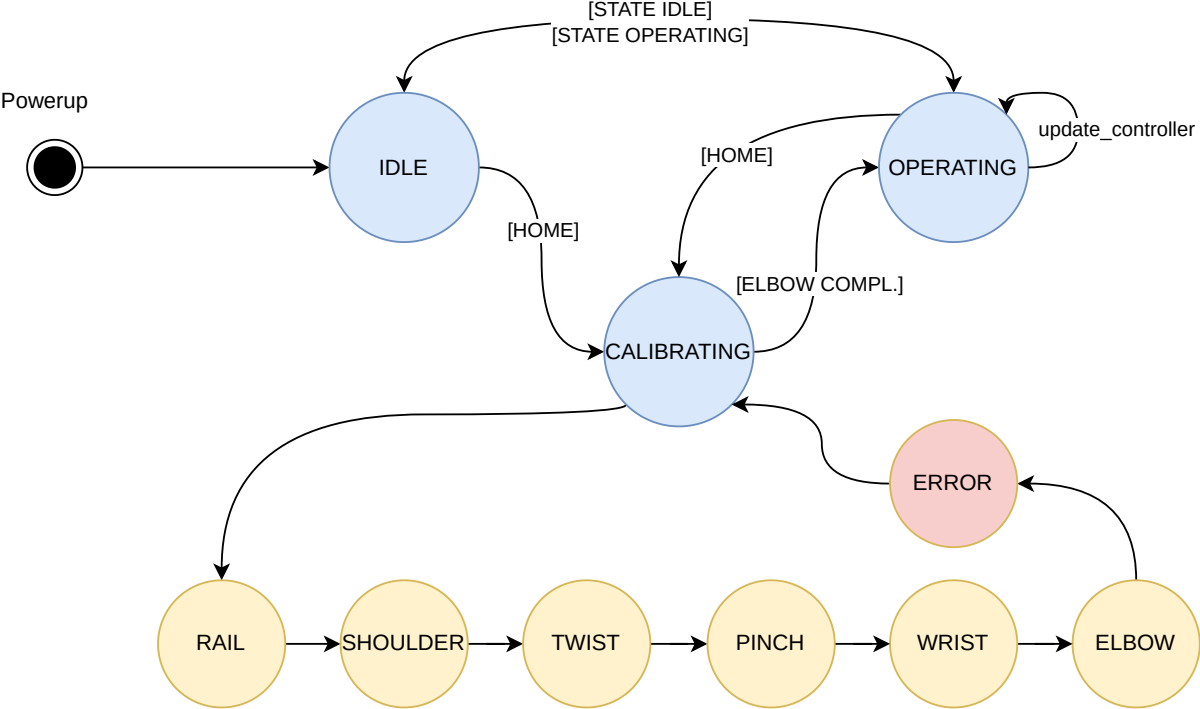 [STATE IDLE]
[STATE OPERATING]
Powerup
update_controller
[HOME]
IDLE
OPERATING
[HOME]
[ELBOW COMPL.]
CALIBRATING
ERROR
RAIL
SHOULDER
TWIST
PINCH
WRIST
ELBOW